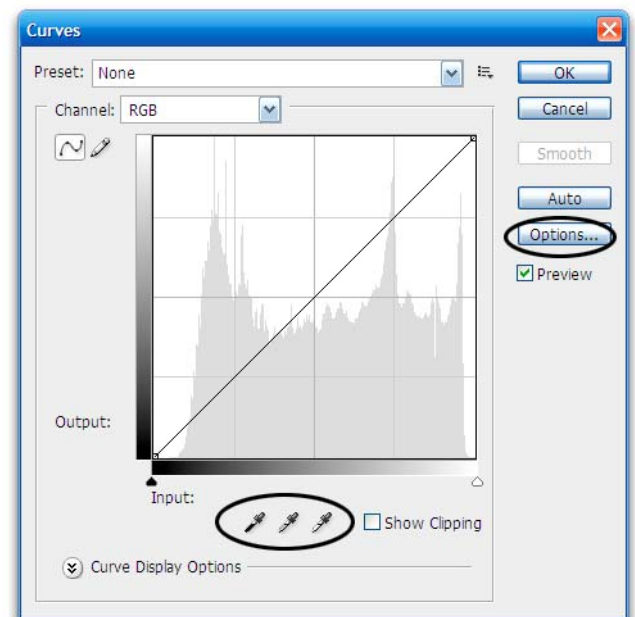 Curves
Preset: None
OK
Channel: RGB
Cancel
Smooth
Auto
Options...
Preview
Output:
Input:
Show Clipping
Curve Display Options